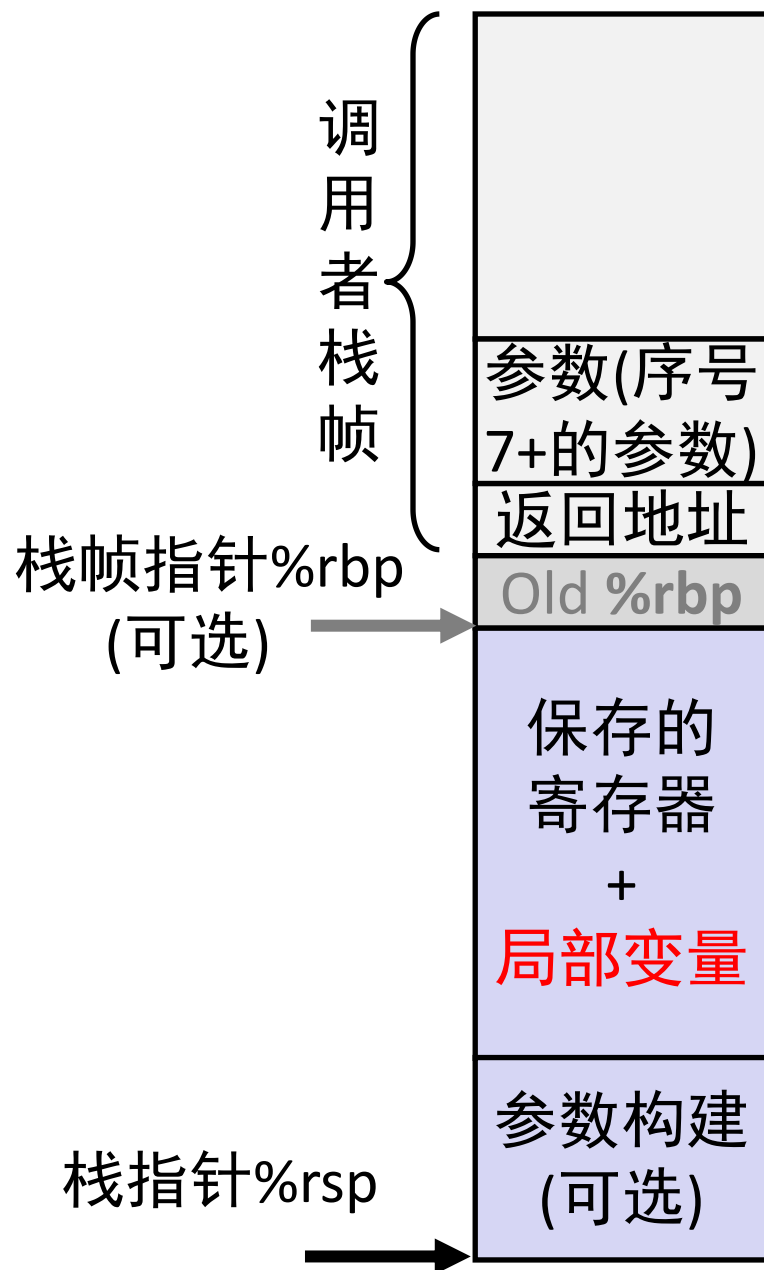 调
用
者
栈
帧
参数(序号
7+的参数)
返回地址
栈帧指针%rbp
(可选)
Old %rbp
保存的
寄存器
+
局部变量
参数构建
(可选)
栈指针%rsp